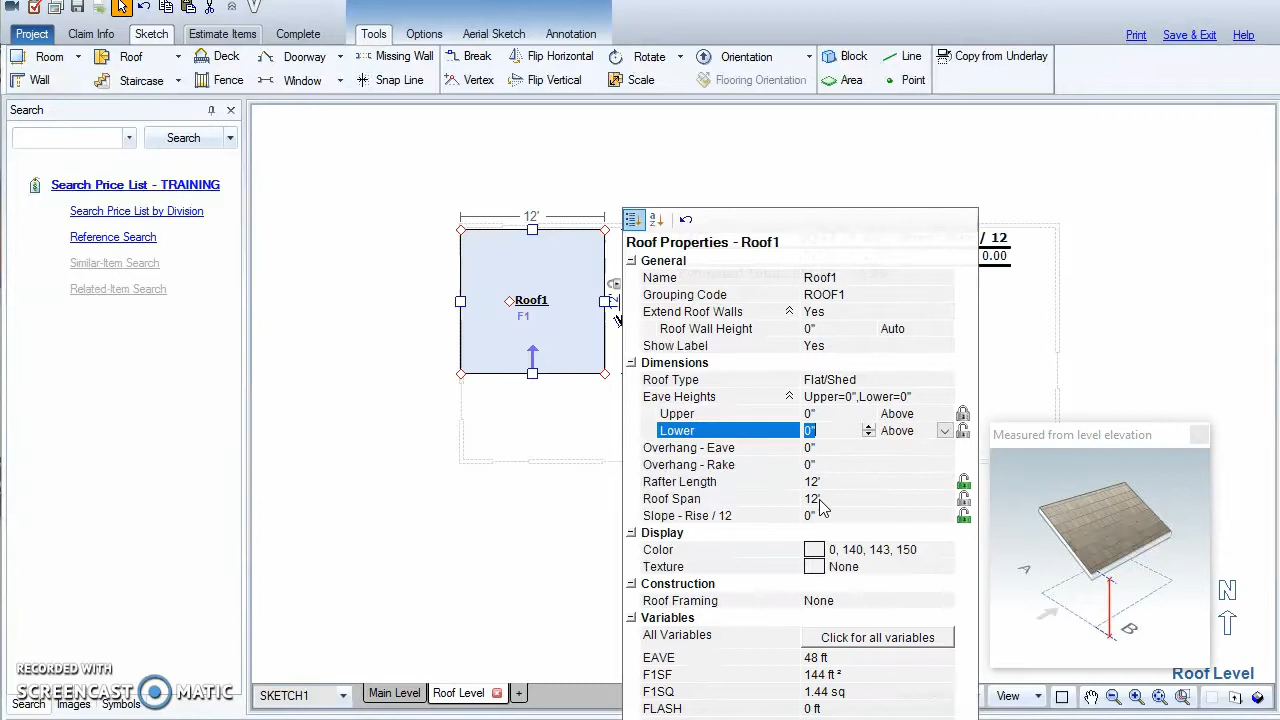 Project Claim Info Sketch Estimate Items Complete Tools Options Aerial Sketch Annotation Print Save & Exit Help
Room Roof Deck Doorway Missing Wall Break Flip Horizontal Rotate Orientation Block Line Copy from Underlay
Wall Staircase Fence Window Snap Line Vertex Flip Vertical Scale Flooring Orientation Area Point
Search
Search
Search Price List - TRAINING
Search Price List by Division
Reference Search
Similar-Item Search
Related-Item Search
12'
Roof1
F1
/ 12
0.00
Roof Properties - Roof1
General
Name Roof1
Grouping Code ROOF1
Extend Roof Walls Yes
Roof Wall Height 0" Auto
Show Label Yes
Dimensions
Roof Type Flat/Shed
Eave Heights Upper=0",Lower=0"
Upper 0" Above
Lower 0" Above
Overhang - Eave 0"
Overhang - Rake 0"
Rafter Length 12'
Roof Span 12'
Slope - Rise / 12 0"
Display
Color 0, 140, 143, 150
Texture None
Construction
Roof Framing None
Variables
All Variables Click for all variables
EAVE 48 ft
F1SF 144 ft ²
F1SQ 1.44 sq
FLASH 0 ft
Measured from level elevation
A
B
N
Roof Level
RECORDED WITH
SCREENCAST MATIC
Search Images Symbols
SKETCH1 Main Level Roof Level + View